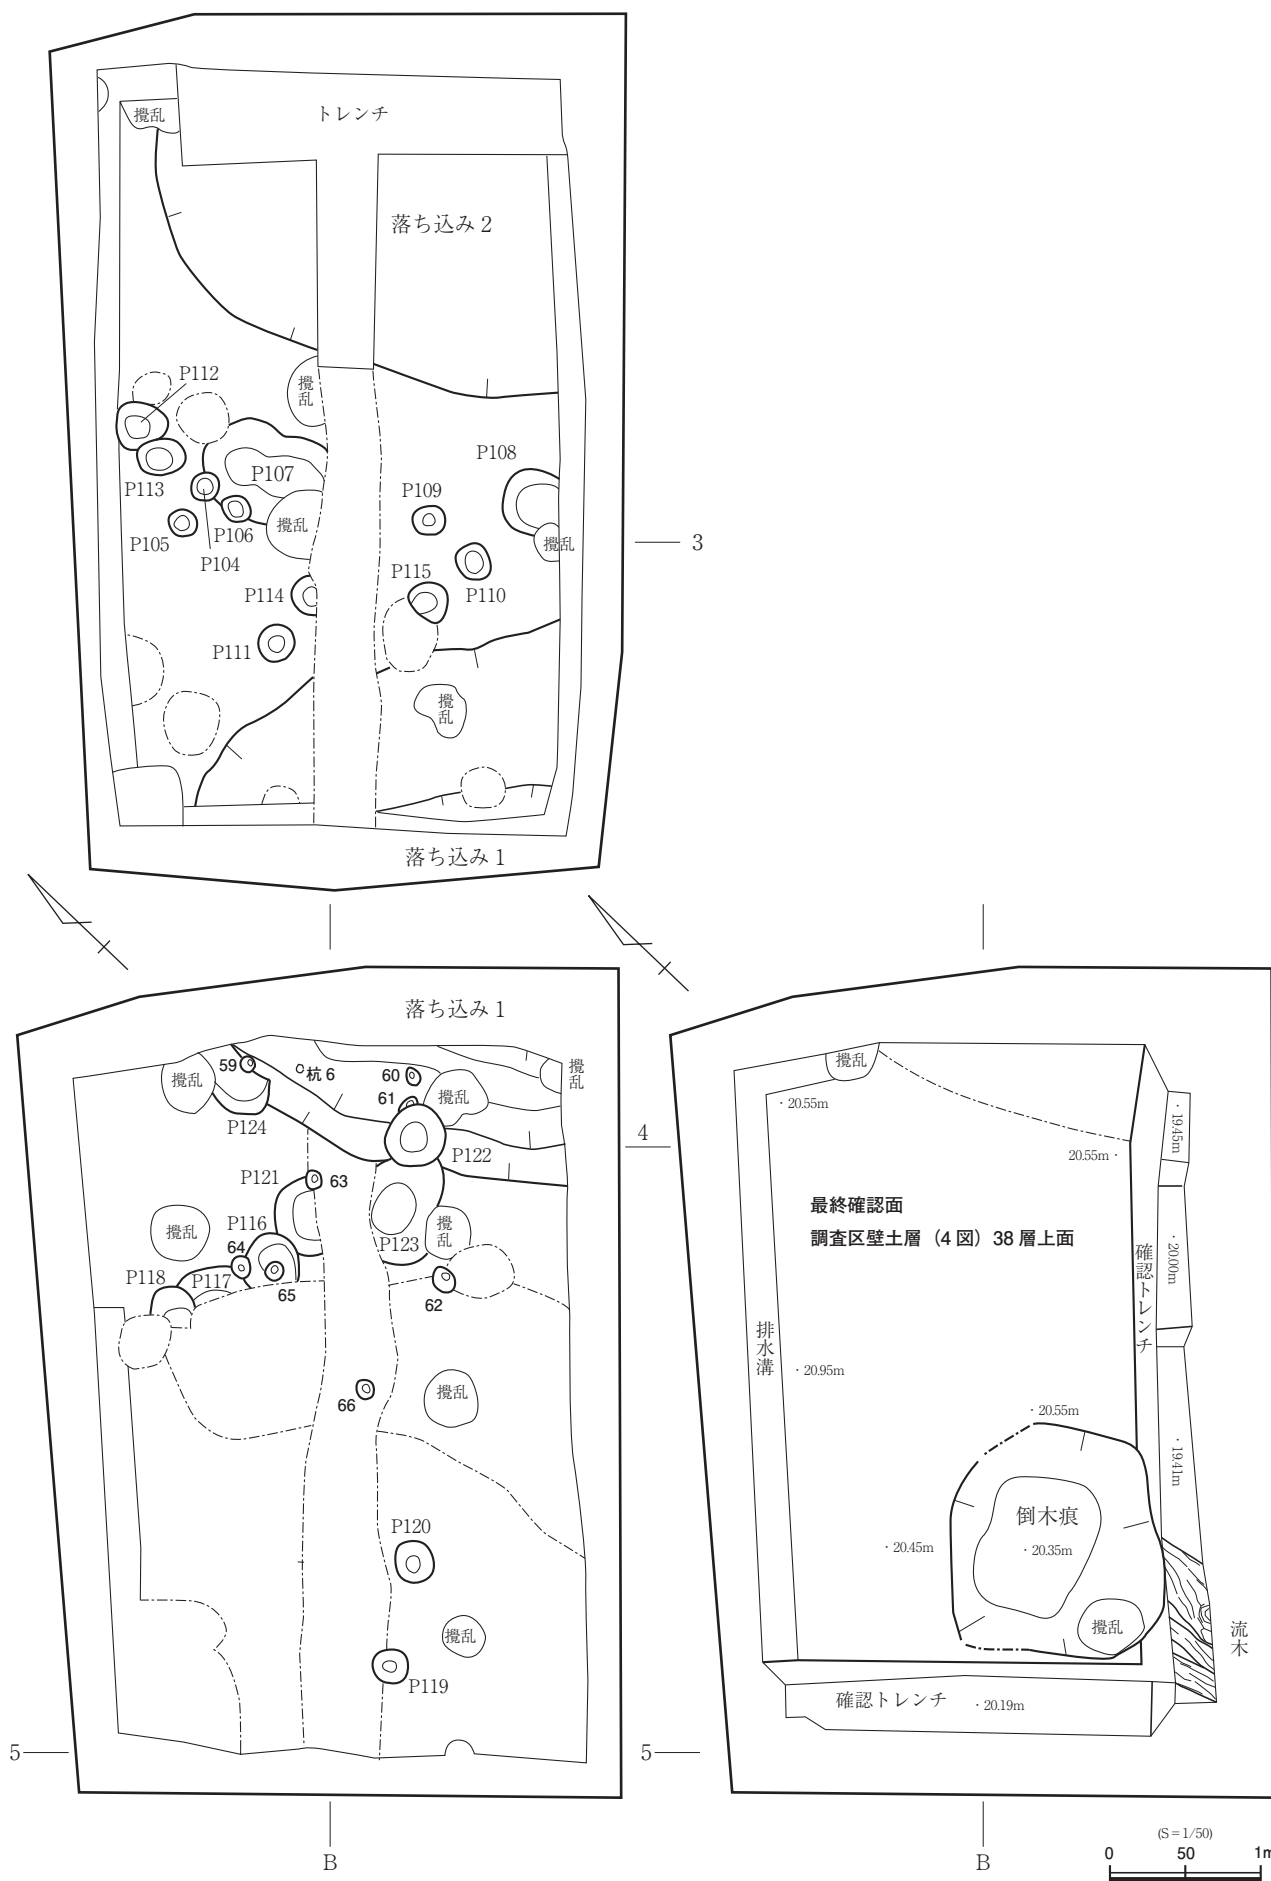 攪乱
トレンチ
落ち込み 2
P112
攪乱
P107
P108
P113
P109
攪乱
P106
攪乱
P105
3
P104
P115
P114
P110
P111
攪乱
落ち込み 1
落ち込み 1
59
杭 6
60
攪乱
攪乱
61
攪乱
P124
4
P122
P121
63
攪乱
P116
攪乱
P123
64
P118
P117
65
62
66
攪乱
P120
攪乱
P119
5
B
攪乱
・20.55m
・19.45m
20.55m・
最終確認面
調査区壁土層（4 図）38 層上面
確認トレンチ
・20.00m
排水溝
・20.95m
・20.55m
・19.41m
倒木痕
・20.45m
・20.35m
攪乱
流木
確認トレンチ
・20.19m
5
B
(S＝1/50)
0
50
1m